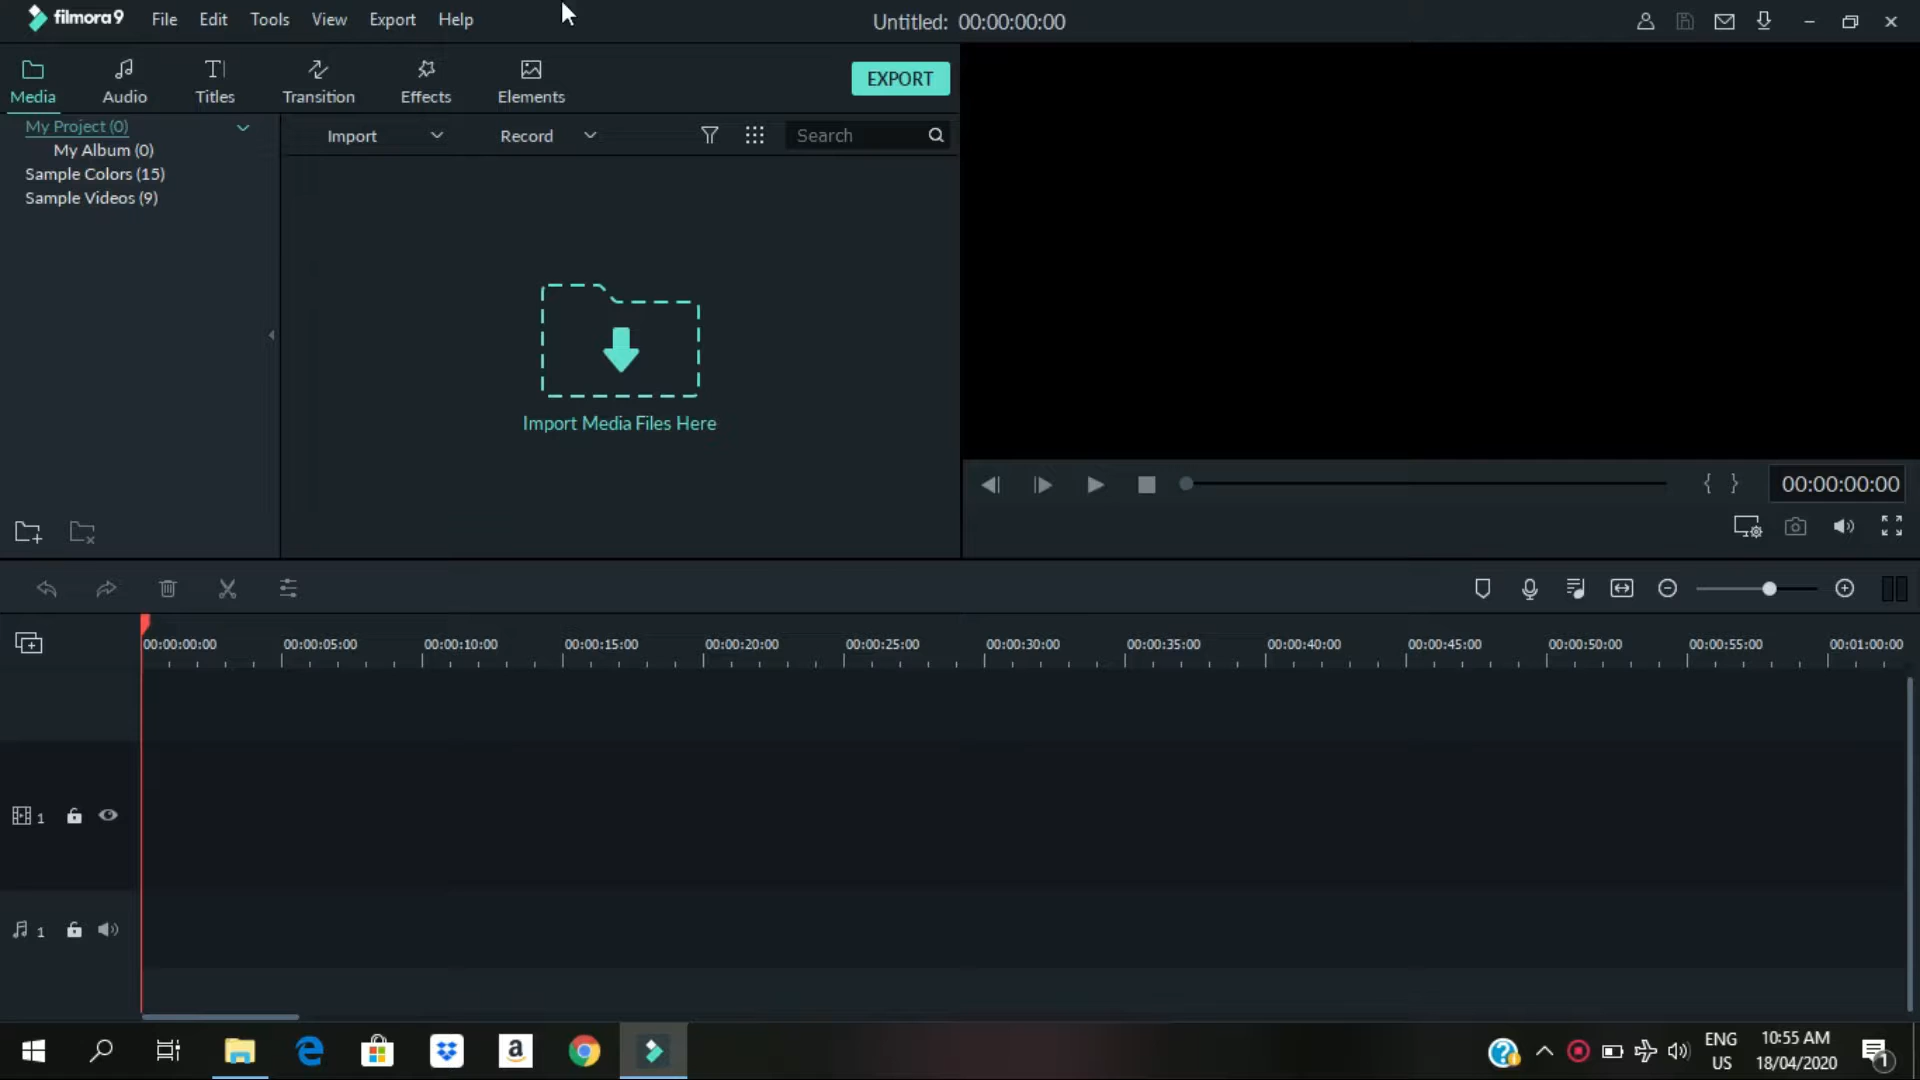 filmora9 File Edit Tools View Export Help Untitled: 00:00:00:00
Media Audio Titles Transition Effects Elements EXPORT
My Project (0) Import Record Search
My Album (0)
Sample Colors (15)
Sample Videos (9)
Import Media Files Here
00:00:00:00
00:00:00:00 00:00:05:00 00:00:10:00 00:00:15:00 00:00:20:00 00:00:25:00 00:00:30:00 00:00:35:00 00:00:40:00 00:00:45:00 00:00:50:00 00:00:55:00 00:01:00:00
1
1
ENG 10:55 AM
US 18/04/2020 1